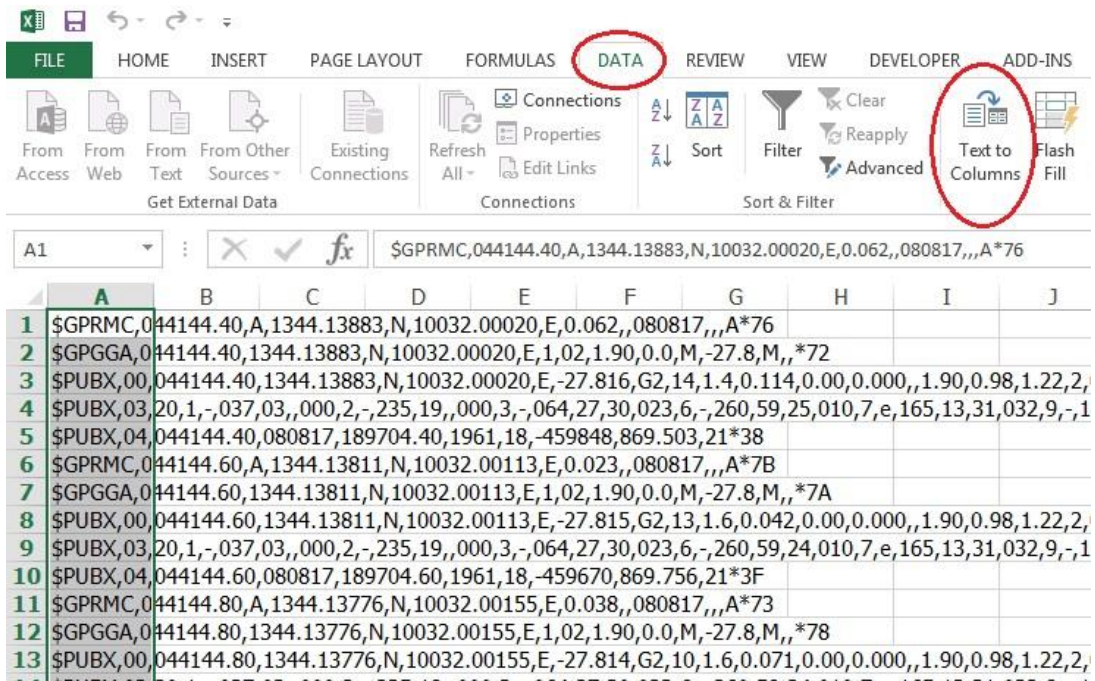 FILE HOME INSERT PAGE LAYOUT FORMULAS DATA REVIEW VIEW DEVELOPER ADD-INS
From Access
From Web
From Text
From Other Sources
Existing Connections
Get External Data
Refresh All
Connections
Properties
Edit Links
Connections
Sort
Filter
Clear
Reapply
Advanced
Sort & Filter
Text to Columns
Flash Fill
A1 fx $GPRMC,044144.40,A,1344.13883,N,10032.00020,E,0.062,,080817,,,A*76
A B C D E F G H I J
1 $GPRMC,044144.40,A,1344.13883,N,10032.00020,E,0.062,,080817,,,A*76
2 $GPGGA,044144.40,1344.13883,N,10032.00020,E,1,02,1.90,0.0,M,-27.8,M,,*72
3 $PUBX,00,044144.40,1344.13883,N,10032.00020,E,-27.816,G2,14,1.4,0.114,0.00,0.000,,1.90,0.98,1.22,2,
4 $PUBX,03,20,1,-,037,03,,000,2,-,235,19,,000,3,-,064,27,30,023,6,-,260,59,25,010,7,e,165,13,31,032,9,-,1
5 $PUBX,04,044144.40,080817,189704.40,1961,18,-459848,869.503,21*38
6 $GPRMC,044144.60,A,1344.13811,N,10032.00113,E,0.023,,080817,,,A*7B
7 $GPGGA,044144.60,1344.13811,N,10032.00113,E,1,02,1.90,0.0,M,-27.8,M,,*7A
8 $PUBX,00,044144.60,1344.13811,N,10032.00113,E,-27.815,G2,13,1.6,0.042,0.00,0.000,,1.90,0.98,1.22,2,
9 $PUBX,03,20,1,-,037,03,,000,2,-,235,19,,000,3,-,064,27,30,023,6,-,260,59,24,010,7,e,165,13,31,032,9,-,1
10 $PUBX,04,044144.60,080817,189704.60,1961,18,-459670,869.756,21*3F
11 $GPRMC,044144.80,A,1344.13776,N,10032.00155,E,0.038,,080817,,,A*73
12 $GPGGA,044144.80,1344.13776,N,10032.00155,E,1,02,1.90,0.0,M,-27.8,M,,*78
13 $PUBX,00,044144.80,1344.13776,N,10032.00155,E,-27.814,G2,10,1.6,0.071,0.00,0.000,,1.90,0.98,1.22,2,